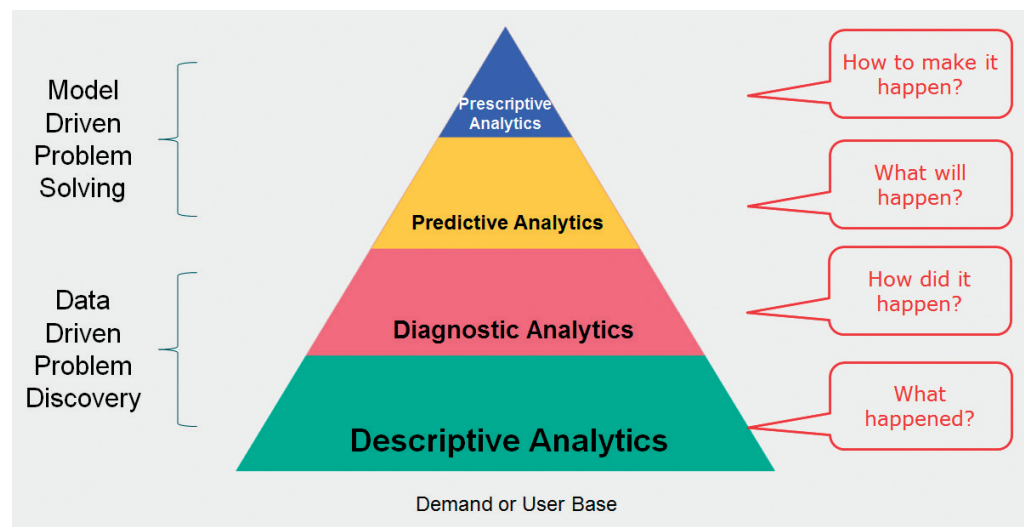 Model
Driven
Problem
Solving
Data
Driven
Problem
Discovery
Prescriptive
Analytics
Predictive Analytics
Diagnostic Analytics
Descriptive Analytics
Demand or User Base
How to make it
happen?
What will
happen?
How did it
happen?
What
happened?